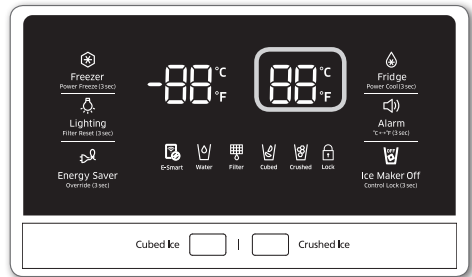 Freezer
Power Freeze (3 sec)
Lighting
Filter Reset (3 sec)
Energy Saver
Override (3 sec)
-88 °C °F
88 °C °F
E-Smart Water Filter Cubed Crushed Lock
Fridge
Power Cool (3 sec)
Alarm
°C↔°F (3 sec)
OFF
Ice Maker Off
Control Lock (3 sec)
Cubed Ice | Crushed Ice